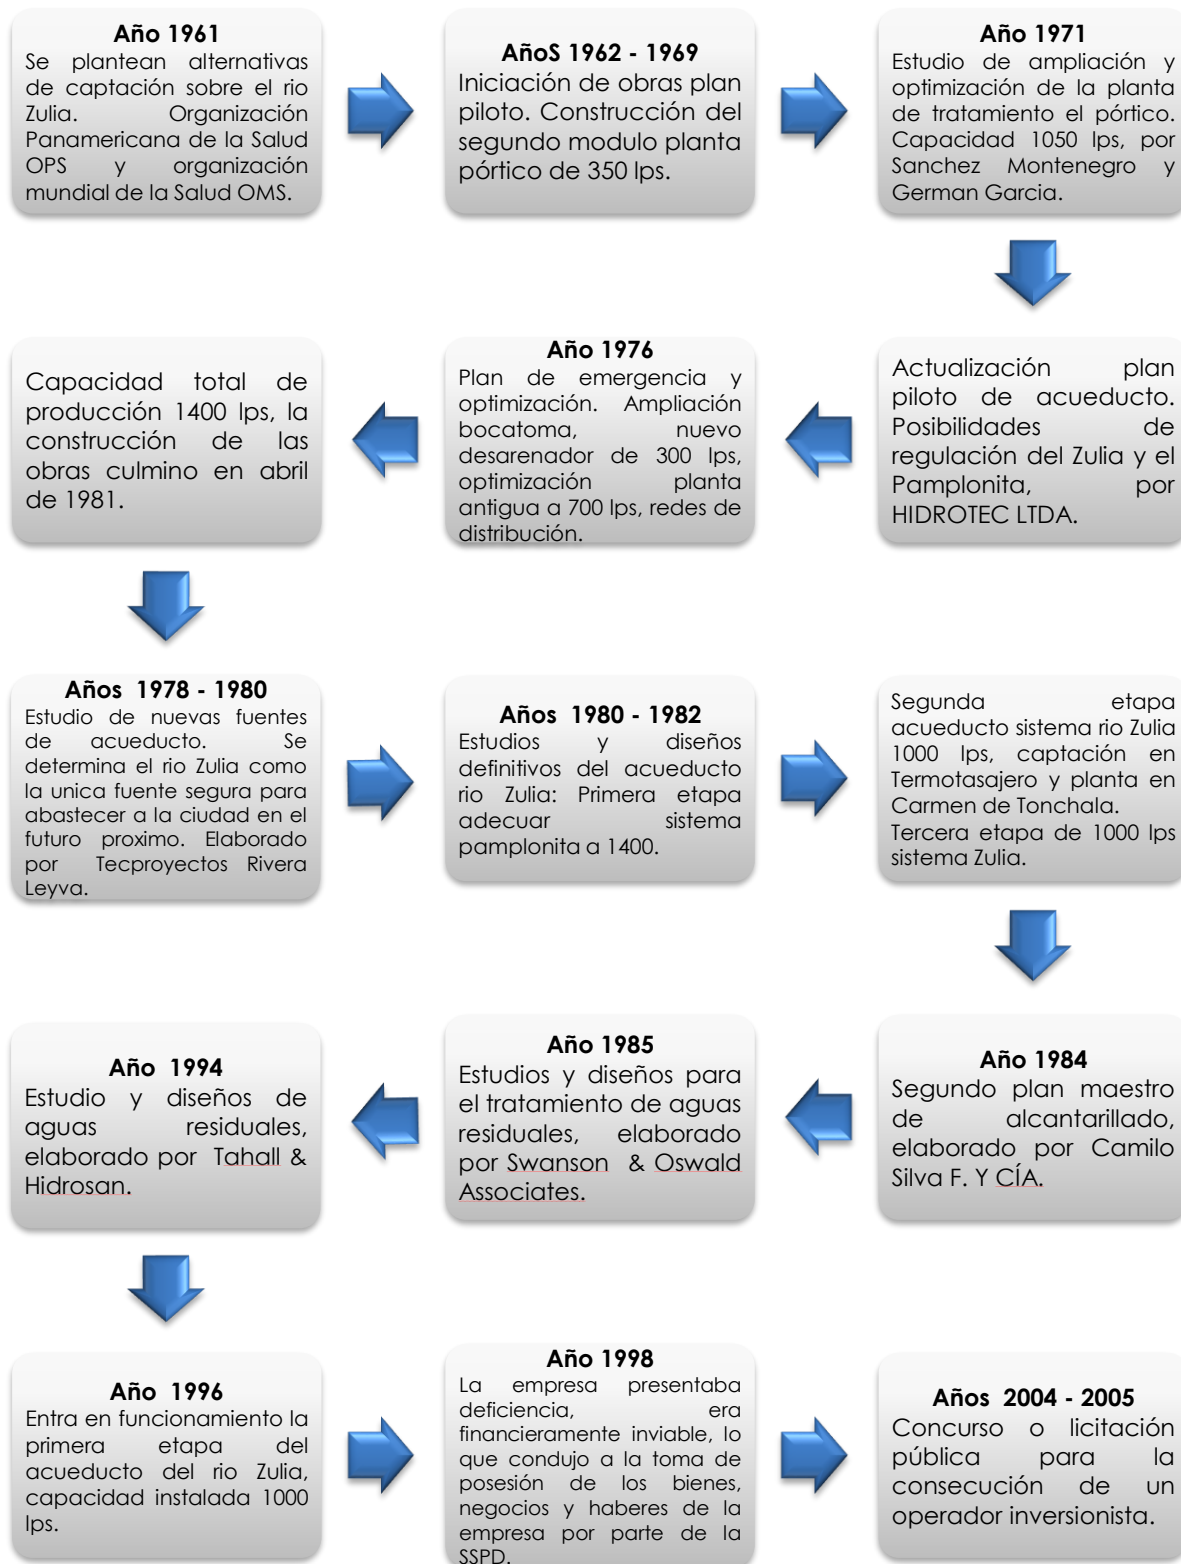 Año 1961
Se plantean alternativas
de captación sobre el rio
Zulia. Organización
Panamericana de la Salud
OPS y organización
mundial de la Salud OMS.
AñoS 1962 - 1969
Iniciación de obras plan
piloto. Construcción del
segundo modulo planta
pórtico de 350 lps.
Año 1971
Estudio de ampliación y
optimización de la planta
de tratamiento el pórtico.
Capacidad 1050 lps, por
Sanchez Montenegro y
German Garcia.
Actualización plan
piloto de acueducto.
Posibilidades de
regulación del Zulia y el
Pamplonita, por
HIDROTEC LTDA.
Año 1976
Plan de emergencia y
optimización. Ampliación
bocatoma, nuevo
desarenador de 300 lps,
optimización planta
antigua a 700 lps, redes de
distribución.
Capacidad total de
producción 1400 lps, la
construcción de las
obras culmino en abril
de 1981.
Años 1978 - 1980
Estudio de nuevas fuentes
de acueducto. Se
determina el rio Zulia como
la unica fuente segura para
abastecer a la ciudad en el
futuro proximo. Elaborado
por Tecproyectos Rivera
Leyva.
Años 1980 - 1982
Estudios y diseños
definitivos del acueducto
rio Zulia: Primera etapa
adecuar sistema
pamplonita a 1400.
Segunda etapa
acueducto sistema rio Zulia
1000 lps, captación en
Termotasajero y planta en
Carmen de Tonchala.
Tercera etapa de 1000 lps
sistema Zulia.
Año 1984
Segundo plan maestro
de alcantarillado,
elaborado por Camilo
Silva F. Y CÍA.
Año 1985
Estudios y diseños para
el tratamiento de aguas
residuales, elaborado
por Swanson & Oswald
Associates.
Año 1994
Estudio y diseños de
aguas residuales,
elaborado por Tahall &
Hidrosan.
Año 1996
Entra en funcionamiento la
primera etapa del
acueducto del rio Zulia,
capacidad instalada 1000
lps.
Año 1998
La empresa presentaba
deficiencia, era
financieramente inviable, lo
que condujo a la toma de
posesión de los bienes,
negocios y haberes de la
empresa por parte de la
SSPD.
Años 2004 - 2005
Concurso o licitación
pública para la
consecución de un
operador inversionista.